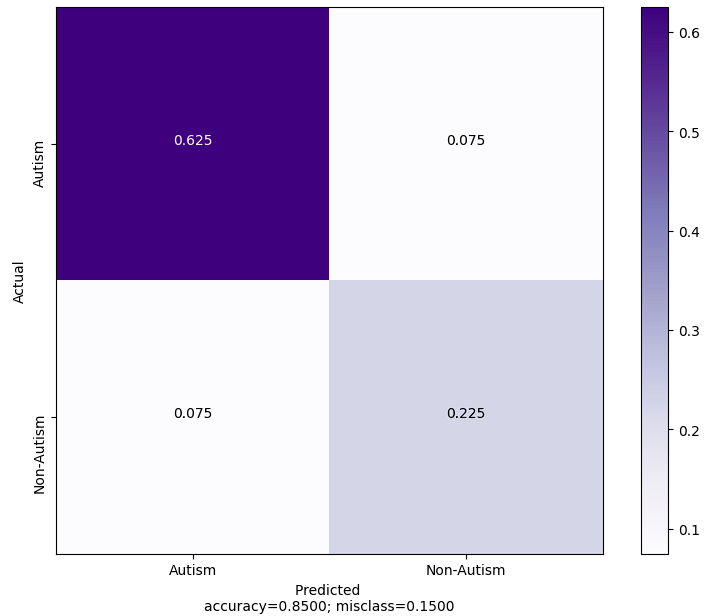 0.6
0.625
0.075
Autism
0.5
0.4
Actual
0.3
0.075
0.225
Non-Autism
0.2
0.1
Autism
Non-Autism
Predicted
accuracy=0.8500; misclass=0.1500